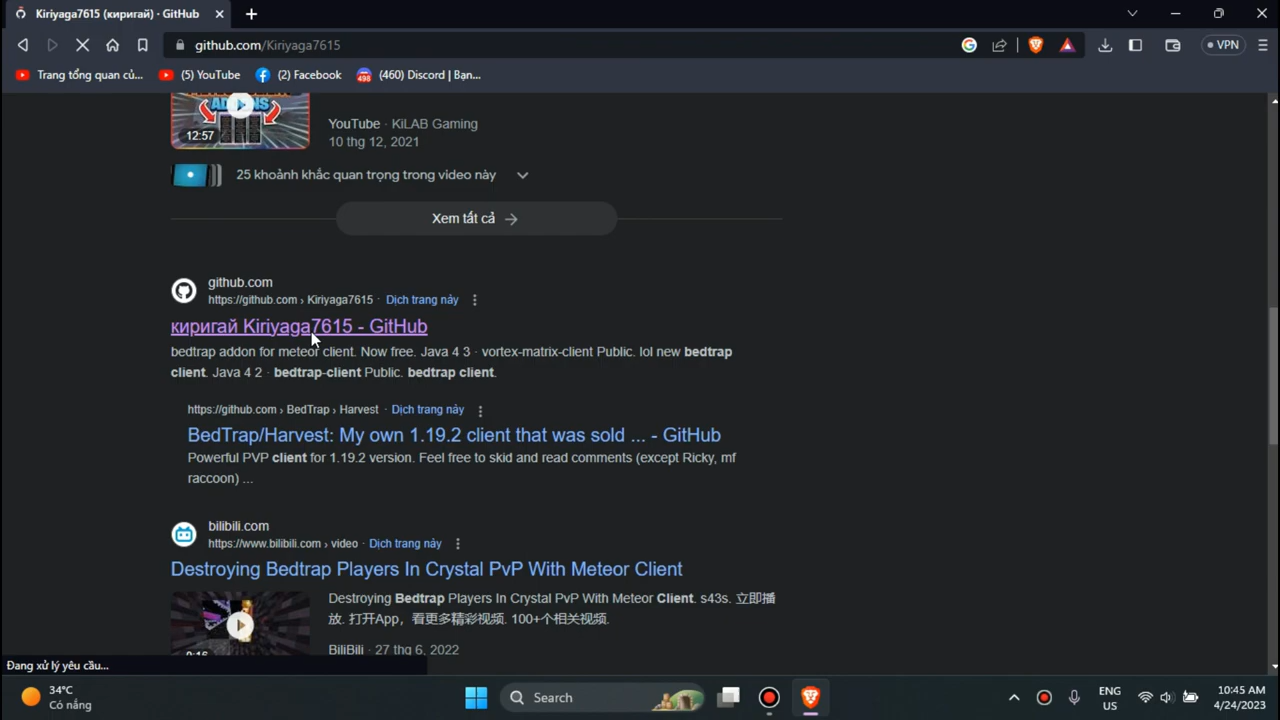 Kiriyaga7615 (киригай) · GitHub
github.com/Kiriyaga7615
VPN
Trang tổng quan củ...
(5) YouTube
(2) Facebook
498
(460) Discord | Bạn...
ADDONS
12:57
YouTube · KiLAB Gaming
10 thg 12, 2021
25 khoảnh khắc quan trọng trong video này
Xem tất cả
github.com
https://github.com › Kiriyaga7615 · Dịch trang này
киригай Kiriyaga7615 - GitHub
bedtrap addon for meteor client. Now free. Java 4 3 · vortex-matrix-client Public. lol new bedtrap
client. Java 4 2 · bedtrap-client Public. bedtrap client.
https://github.com › BedTrap › Harvest · Dịch trang này
BedTrap/Harvest: My own 1.19.2 client that was sold ... - GitHub
Powerful PVP client for 1.19.2 version. Feel free to skid and read comments (except Ricky, mf
raccoon) ...
bilibili.com
https://www.bilibili.com › video · Dịch trang này
Destroying Bedtrap Players In Crystal PvP With Meteor Client
Destroying Bedtrap Players In Crystal PvP With Meteor Client. s43s. 立即播
放. 打开App，看更多精彩视频. 100+个相关视频.
BiliBili · 27 thg 6, 2022
Đang xử lý yêu cầu...
34°C
Có nắng
Search
ENG
US
10:45 AM
4/24/2023